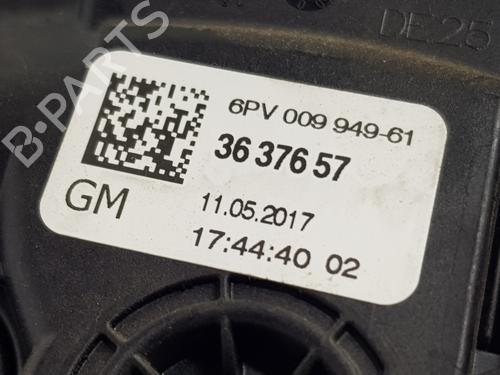 DE25
6PV 009 949-61
36 376 57
GM
11.05.2017
17:44:40 02
B-PARTS